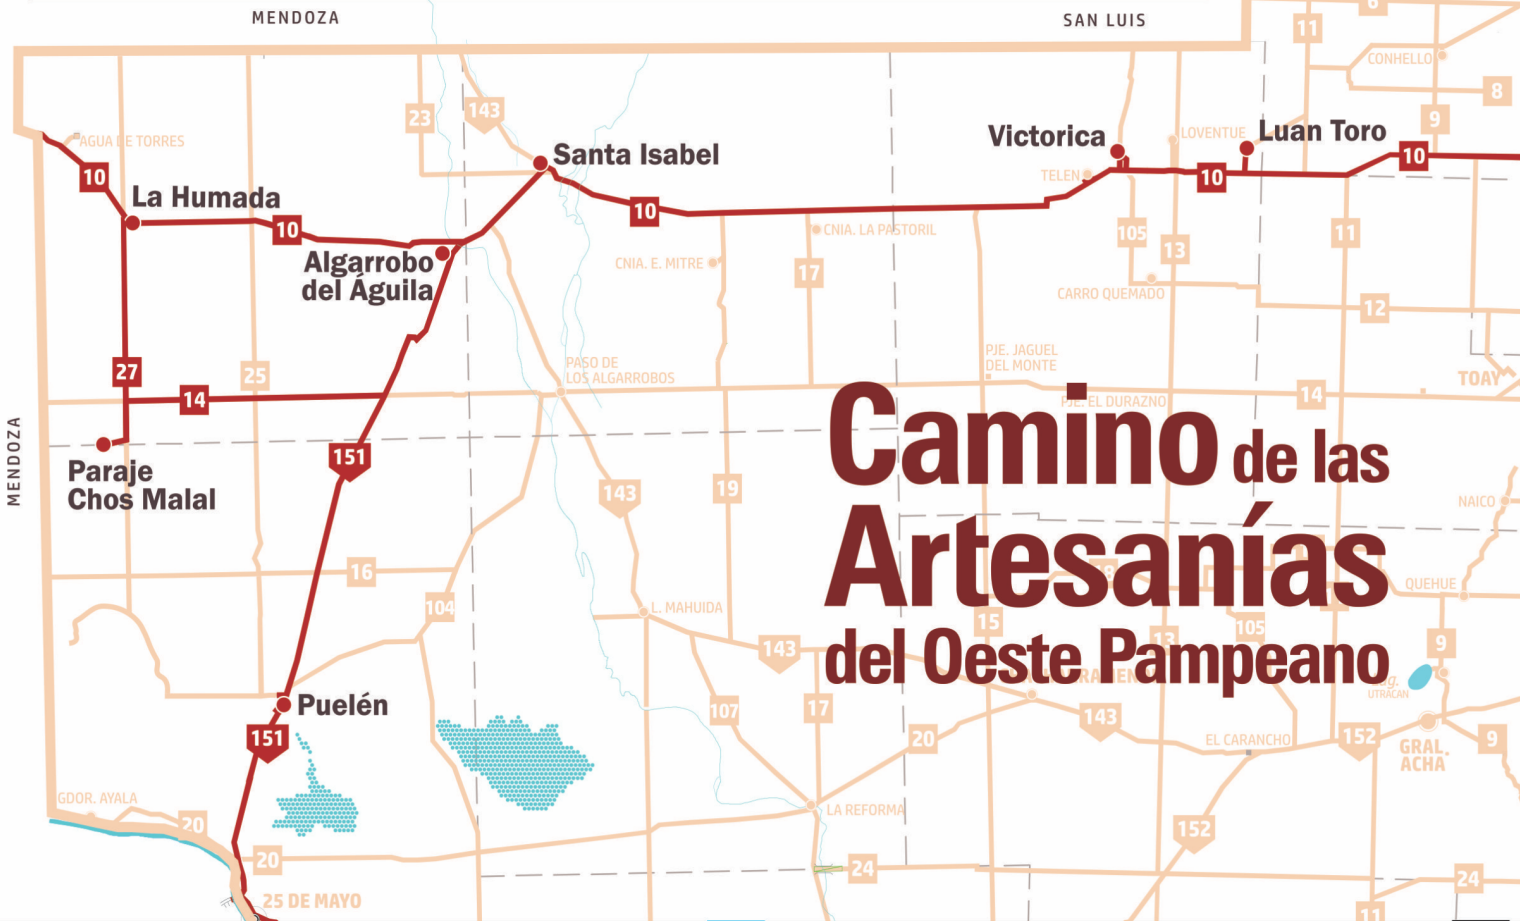 MENDOZA
SAN LUIS
6
11
CONHELLO
8
9
23
143
AGUA DE TORRES
Santa Isabel
Victorica
LOVENTUE
Luan Toro
10
10
TELEN
10
La Humada
10
10
105
13
11
CNIA. LA PASTORIL
Algarrobo
del Águila
CNIA. E. MITRE
17
CARRO QUEMADO
12
27
25
PASO DE
LOS ALGARROBOS
PJE. JAGUEL
DEL MONTE
TOAY
14
14
PJE. EL DURAZNO
Camino de las
Artesanías
del Oeste Pampeano
MENDOZA
Paraje
Chos Malal
151
143
19
NAICO
16
104
L. MAHUIDA
QUEHUE
15
13
105
9
143
UTRACAN
Puelén
107
17
143
20
EL CARANCHO
152
GRAL.
ACHA
9
151
GDOR. AYALA
20
LA REFORMA
152
20
24
24
25 DE MAYO
11